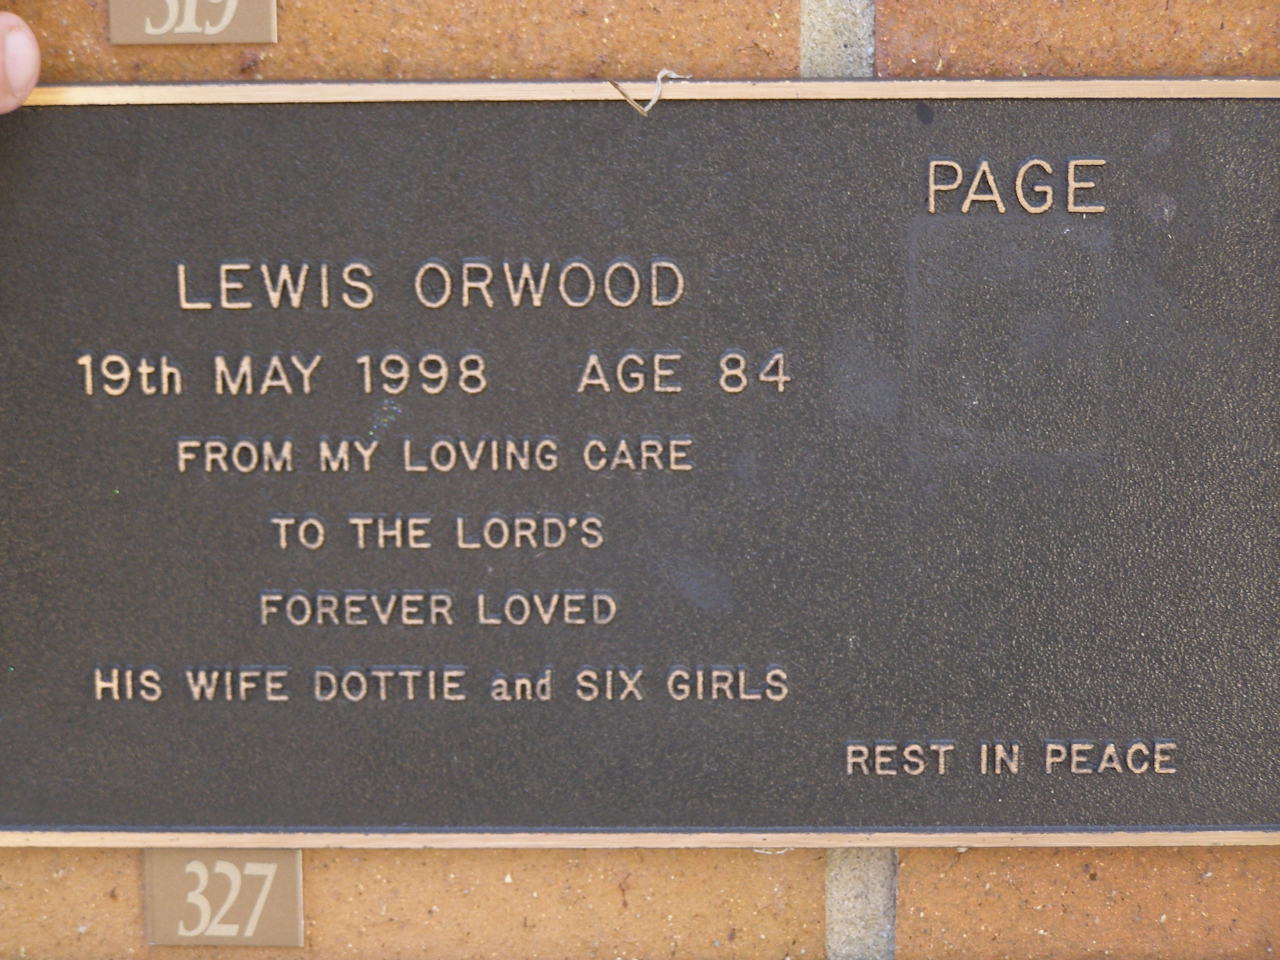 319
PAGE
LEWIS ORWOOD
19th MAY 1998 AGE 84
FROM MY LOVING CARE
TO THE LORD'S
FOREVER LOVED
HIS WIFE DOTTIE and SIX GIRLS
REST IN PEACE
327